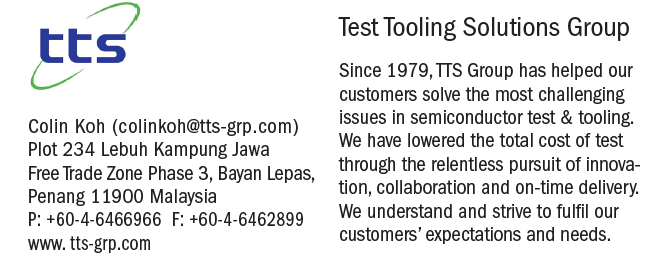 tts
Colin Koh (colinkoh@tts-grp.com)
Plot 234 Lebuh Kampung Jawa
Free Trade Zone Phase 3, Bayan Lepas,
Penang 11900 Malaysia
P: +60-4-6466966  F: +60-4-6462899
www. tts-grp.com
Test Tooling Solutions Group
Since 1979, TTS Group has helped our
customers solve the most challenging
issues in semiconductor test & tooling.
We have lowered the total cost of test
through the relentless pursuit of innova-
tion, collaboration and on-time delivery.
We understand and strive to fulfil our
customers’ expectations and needs.